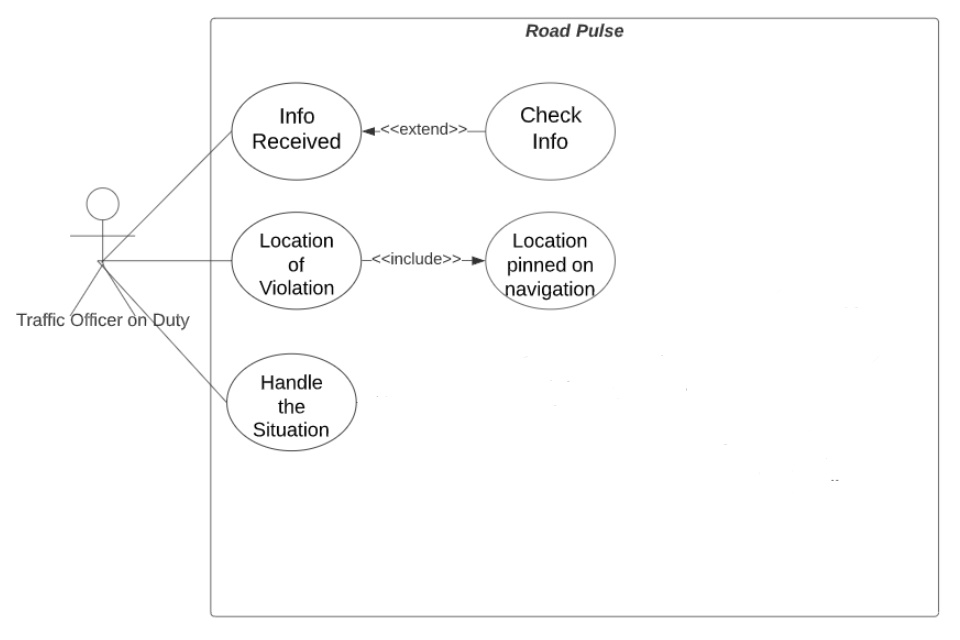 Road Pulse
Info
Received
<<extend>>
Check
Info
Location
of
Violation
<<include>>
Location
pinned on
navigation
Traffic Officer on Duty
Handle
the
Situation